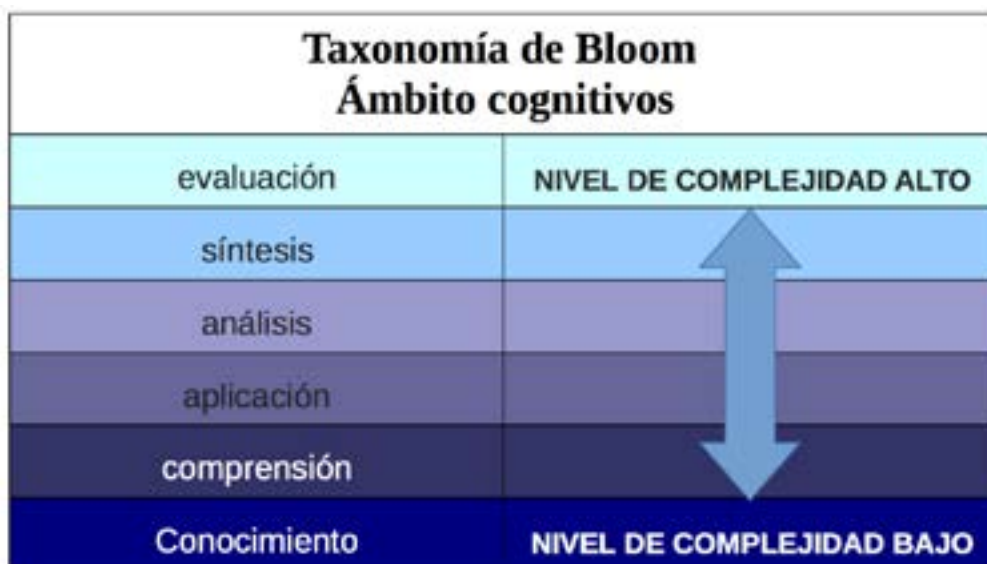 Taxonomía de Bloom
Ámbito cognitivos
evaluación
NIVEL DE COMPLEJIDAD ALTO
síntesis
análisis
aplicación
comprensión
Conocimiento
NIVEL DE COMPLEJIDAD BAJO